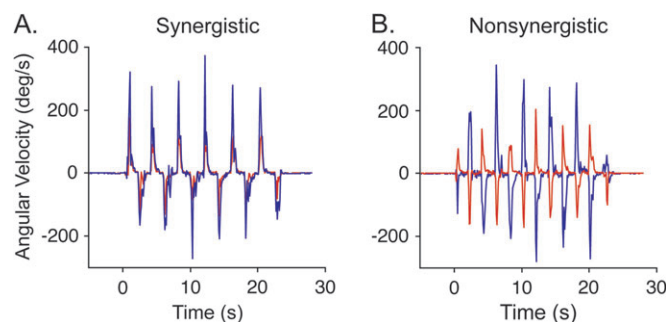 A. Synergistic
B. Nonsynergistic
Angular Velocity (deg/s)
400
200
0
-200
0 10 20 30
Time (s)
400
200
0
-200
0 10 20 30
Time (s)